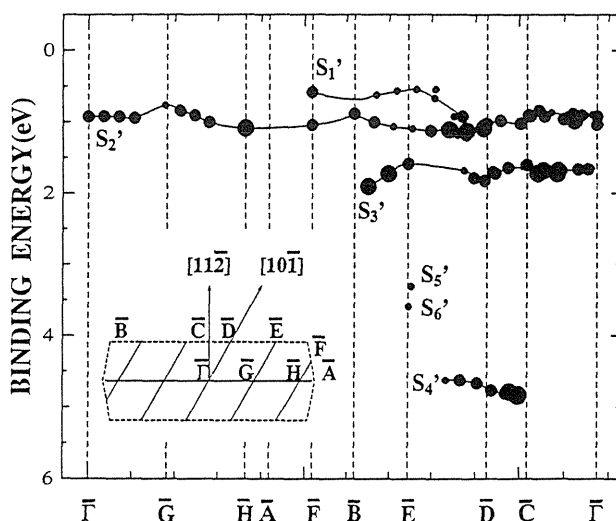 BINDING ENERGY(eV)
0
2
4
6
S₁'
S₂'
S₃'
S₅'
S₆'
S₄'
[112̅] [101̅]
B̅ C̅ D̅ E̅ F̅
Γ̅ G̅ H̅ A̅
Γ̅ G̅ H̅ A̅ F̅ B̅ E̅ D̅ C̅ Γ̅